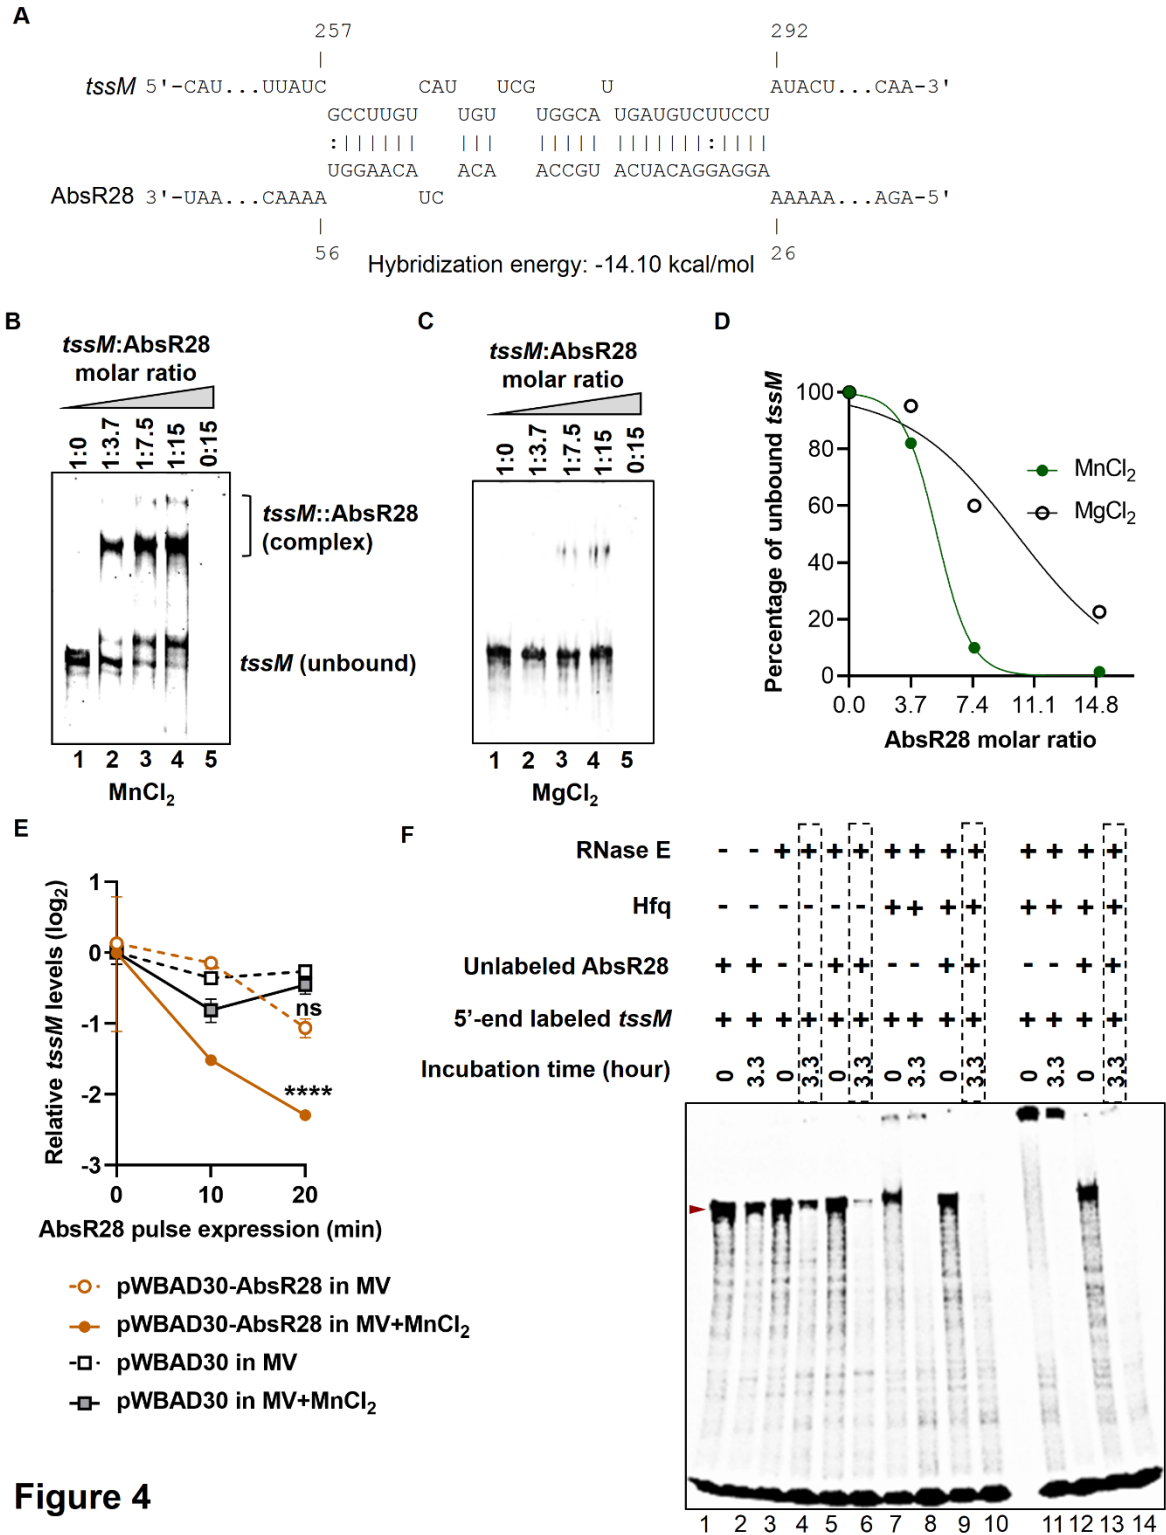 A
257 292
| |
tssM 5'-CAU...UUAUC CAU UCG U AUACU...CAA-3'
GCCUUGU UGU UGGCA UGAUGUCUUCCU
:|||||| ||| ||||| |||||||:||||
UGGAACA ACA ACCGU ACUACAGGAGGA
AbsR28 3'-UAA...CAAAA UC AAAAA...AGA-5'
| |
56 26
Hybridization energy: -14.10 kcal/mol
B
tssM:AbsR28
molar ratio
1:0 1:3.7 1:7.5 1:15 0:15
tssM::AbsR28
(complex)
tssM (unbound)
1 2 3 4 5
MnCl2
C
tssM:AbsR28
molar ratio
1:0 1:3.7 1:7.5 1:15 0:15
1 2 3 4 5
MgCl2
D
Percentage of unbound tssM
100
80
60
40
20
0
0.0 3.7 7.4 11.1 14.8
AbsR28 molar ratio
MnCl2
MgCl2
E
Relative tssM levels (log2)
1
0
-1
-2
-3
ns
****
0 10 20
AbsR28 pulse expression (min)
pWBAD30-AbsR28 in MV
pWBAD30-AbsR28 in MV+MnCl2
pWBAD30 in MV
pWBAD30 in MV+MnCl2
F
RNase E - - + + + + + + + + + + + +
Hfq - - - - - - + + + + + + + +
Unlabeled AbsR28 + + - - + + - - + + - - + +
5'-end labeled tssM + + + + + + + + + + + + + +
Incubation time (hour) 0 3.3 0 3.3 0 3.3 0 3.3 0 3.3 0 3.3 0 3.3
1 2 3 4 5 6 7 8 9 10 11 12 13 14
Figure 4